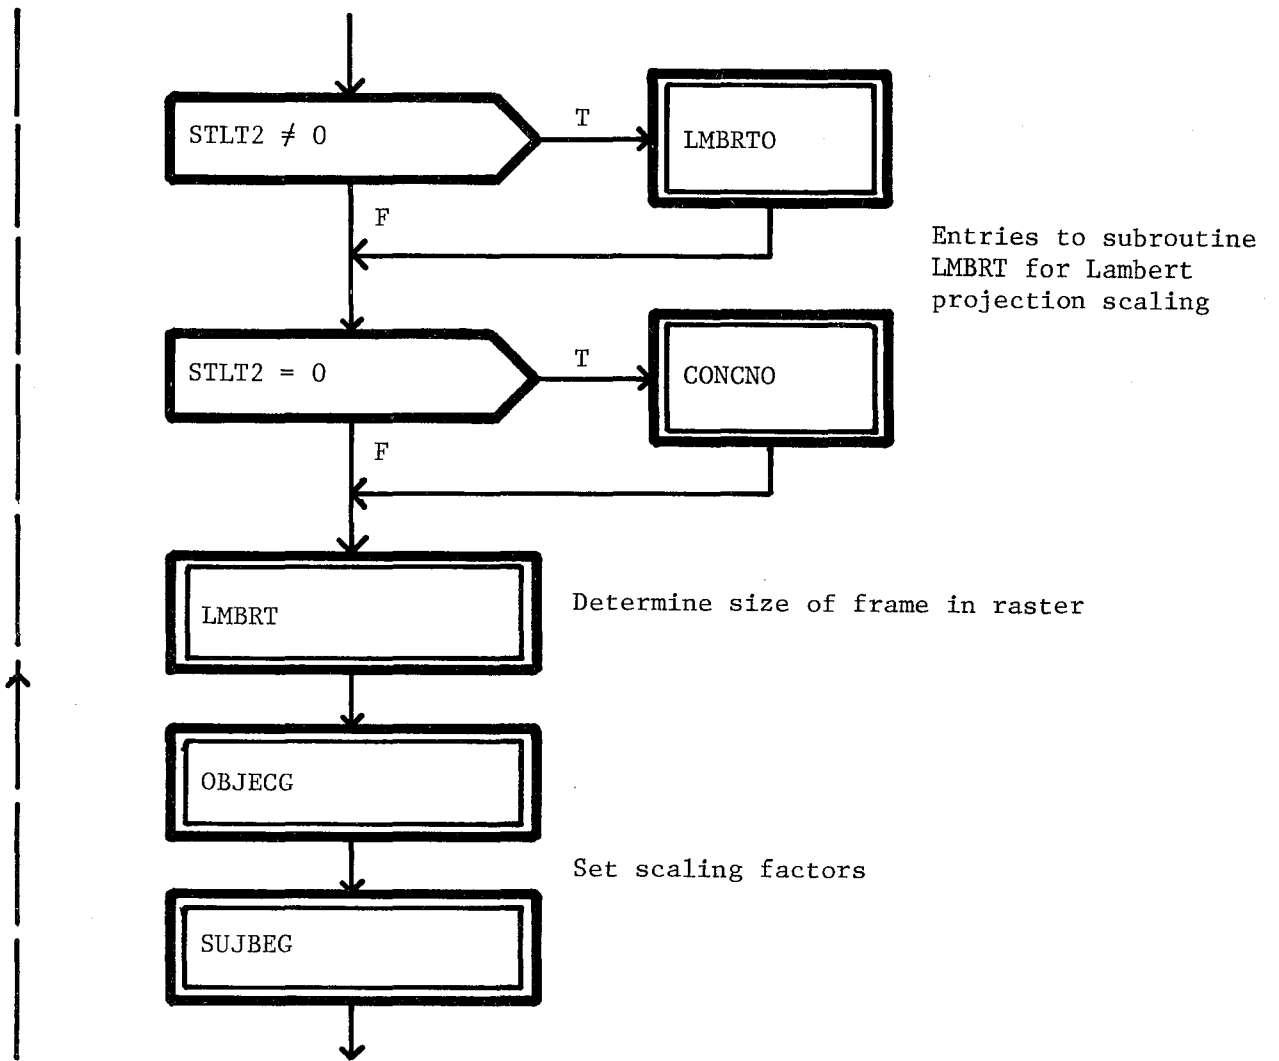 STLT2 ≠ 0
T
LMBRTO
F
Entries to subroutine
LMBRT for Lambert
projection scaling
STLT2 = 0
T
CONCNO
F
LMBRT
Determine size of frame in raster
OBJECG
Set scaling factors
SUJBEG